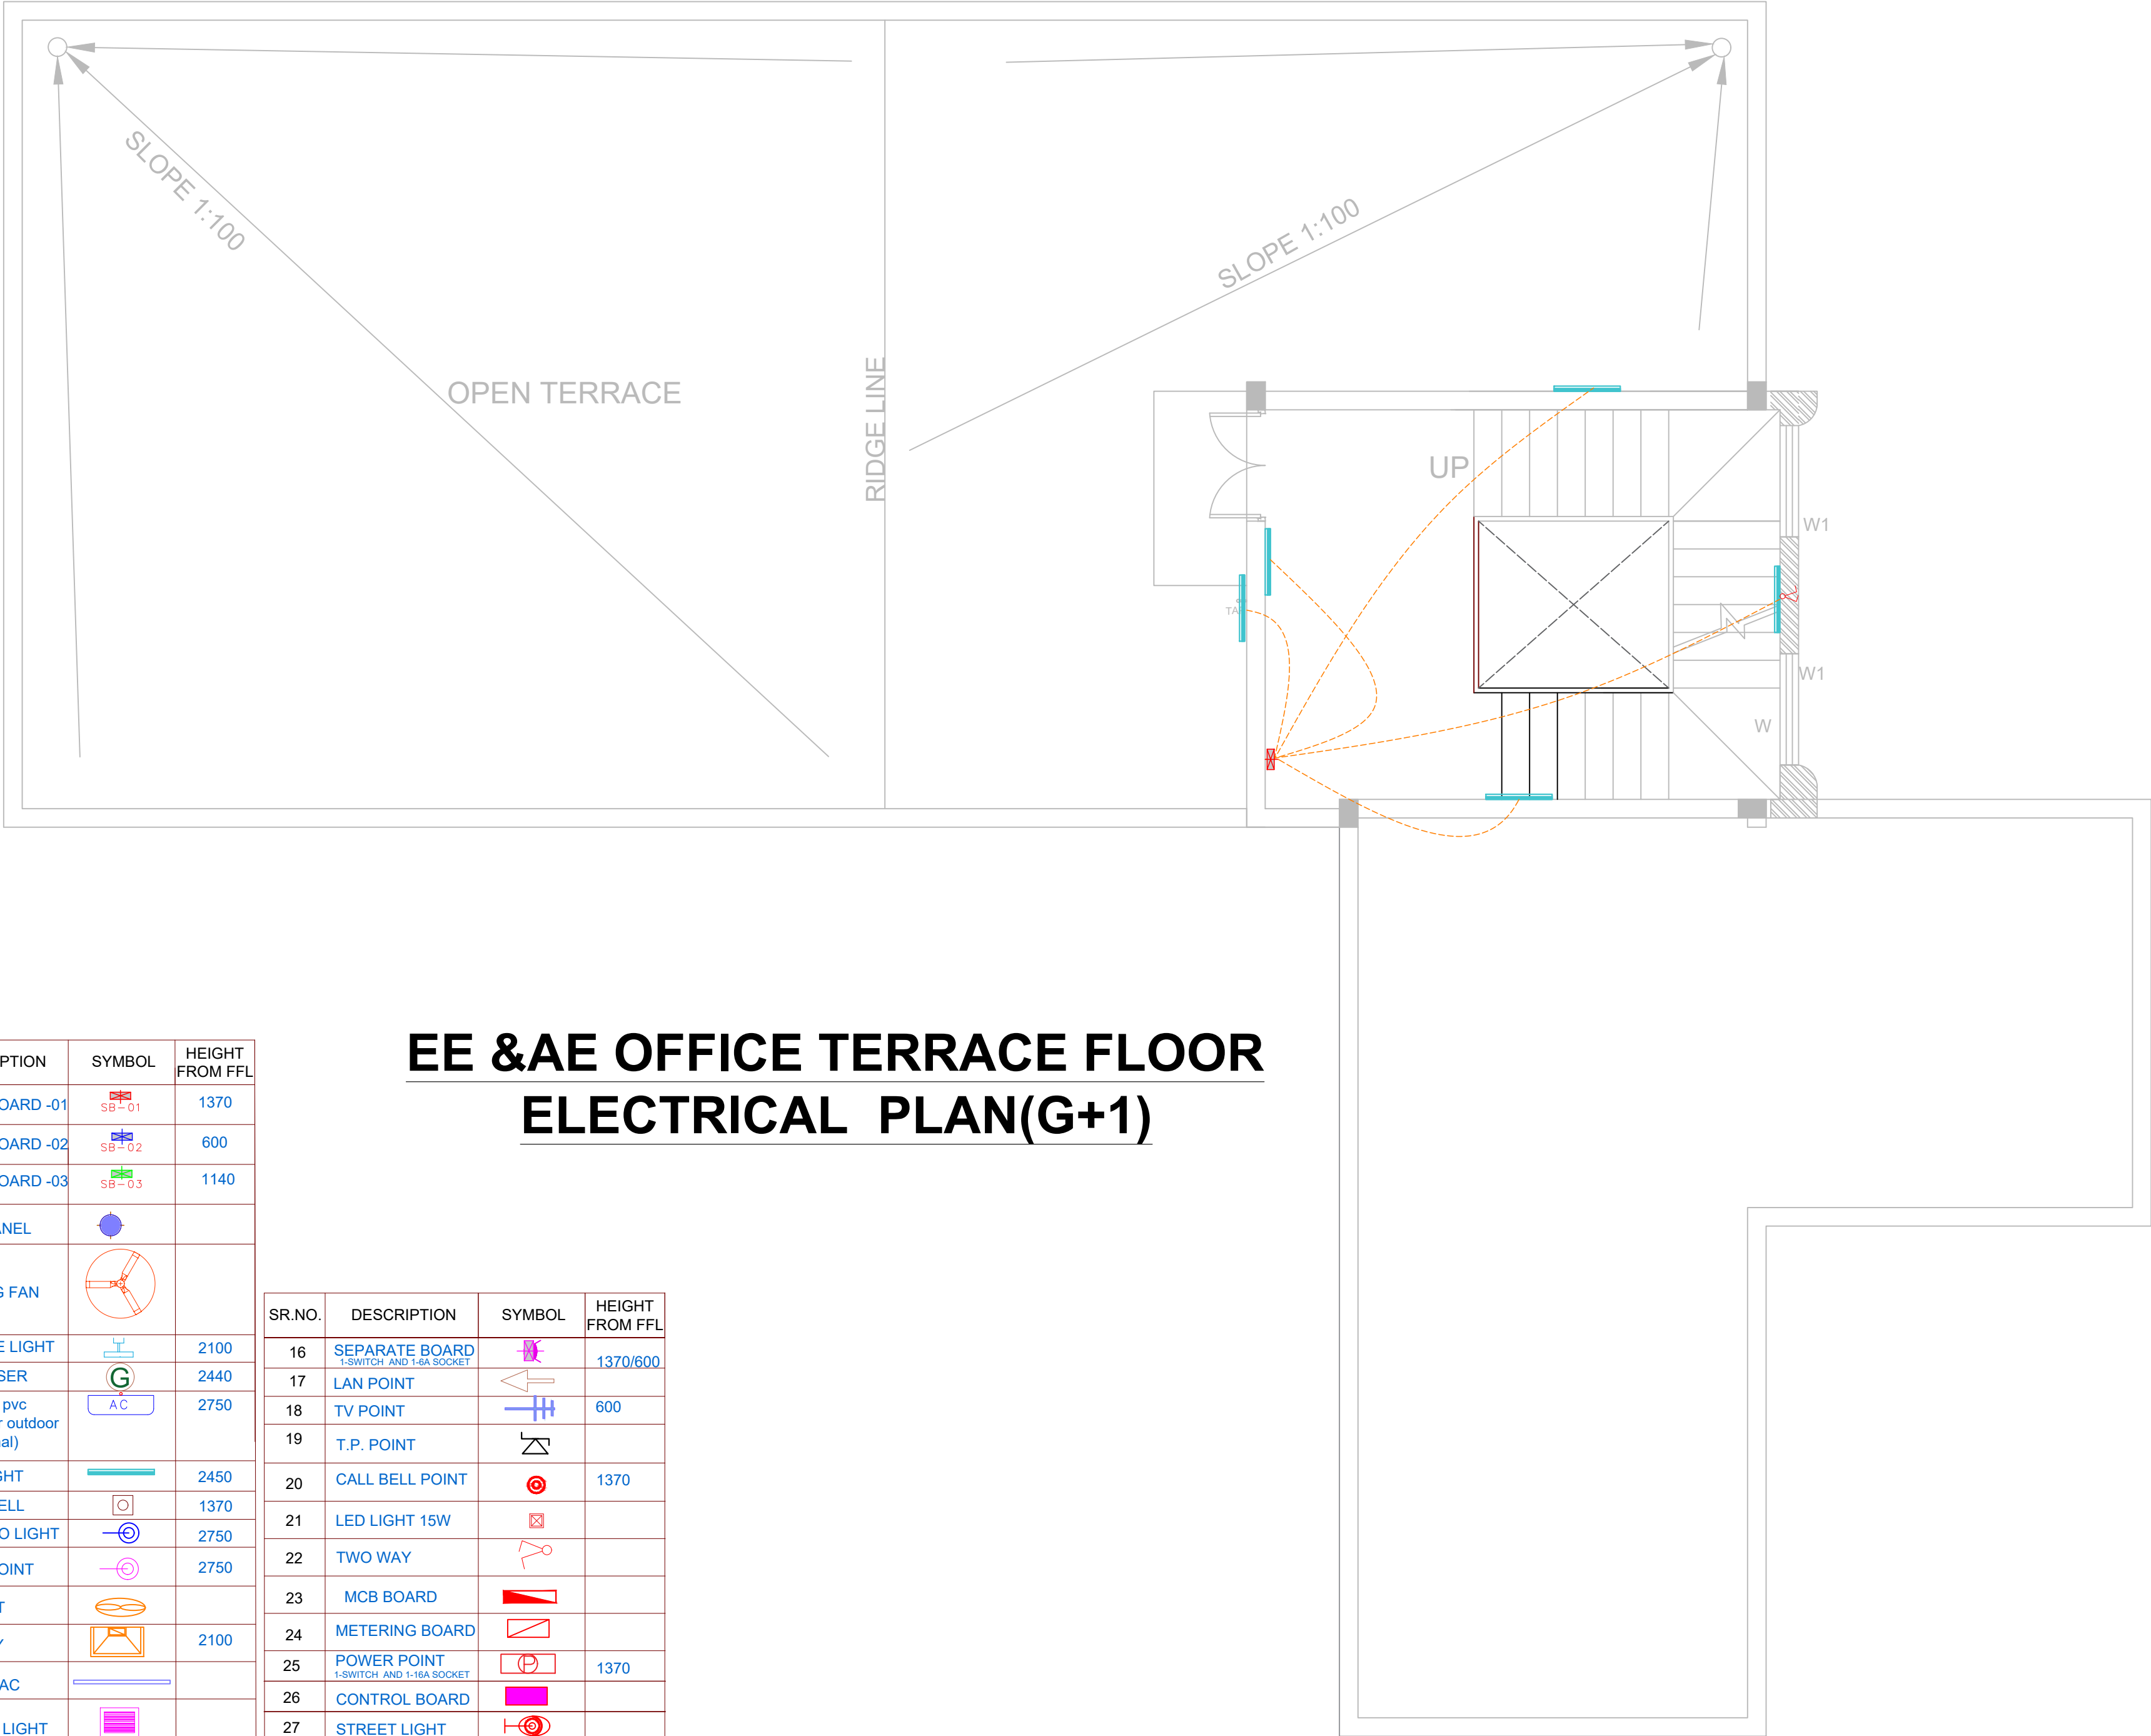 SLOPE 1:100
SLOPE 1:100
OPEN TERRACE
RIDGE LINE
UP
W1
W1
W
EE &AE OFFICE TERRACE FLOOR
ELECTRICAL PLAN(G+1)
PTION SYMBOL HEIGHT FROM FFL
OARD -01 SB-01 1370
OARD -02 SB-02 600
OARD -03 SB-03 1140
NEL
G FAN
E LIGHT 2100
SER G 2440
pvc AC 2750
r outdoor
al)
GHT 2450
ELL 1370
O LIGHT 2750
OINT 2750
T
Y 2100
AC
LIGHT
SR.NO. DESCRIPTION SYMBOL HEIGHT FROM FFL
16 SEPARATE BOARD 1370/600
1-SWITCH AND 1-6A SOCKET
17 LAN POINT
18 TV POINT 600
19 T.P. POINT
20 CALL BELL POINT 1370
21 LED LIGHT 15W
22 TWO WAY
23 MCB BOARD
24 METERING BOARD
25 POWER POINT P 1370
1-SWITCH AND 1-16A SOCKET
26 CONTROL BOARD
27 STREET LIGHT